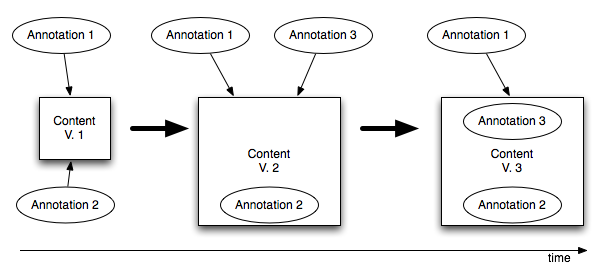 Annotation 1
Annotation 1
Annotation 3
Annotation 1
Content
V. 1
Annotation 2
Content
V. 2
Annotation 2
Annotation 3
Content
V. 3
Annotation 2
time